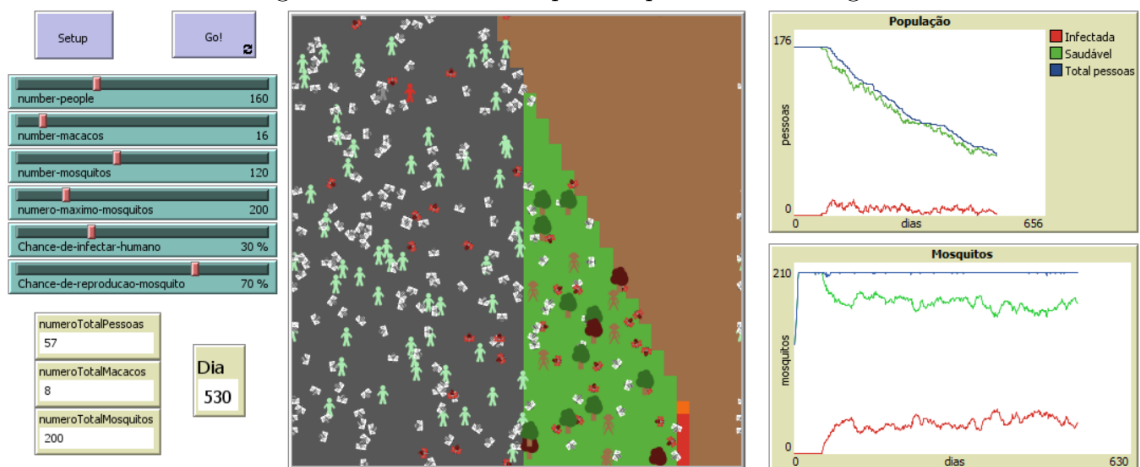 Setup
Go!
number-people 160
number-macacos 16
number-mosquitos 120
numero-maximo-mosquitos 200
Chance-de-infectar-humano 30 %
Chance-de-reproducao-mosquito 70 %
numeroTotalPessoas
57
numeroTotalMacacos
8
numeroTotalMosquitos
200
Dia
530
População
176
pessoas
0
0 dias 656
Infectada
Saudável
Total pessoas
Mosquitos
210
mosquitos
0
0 dias 630